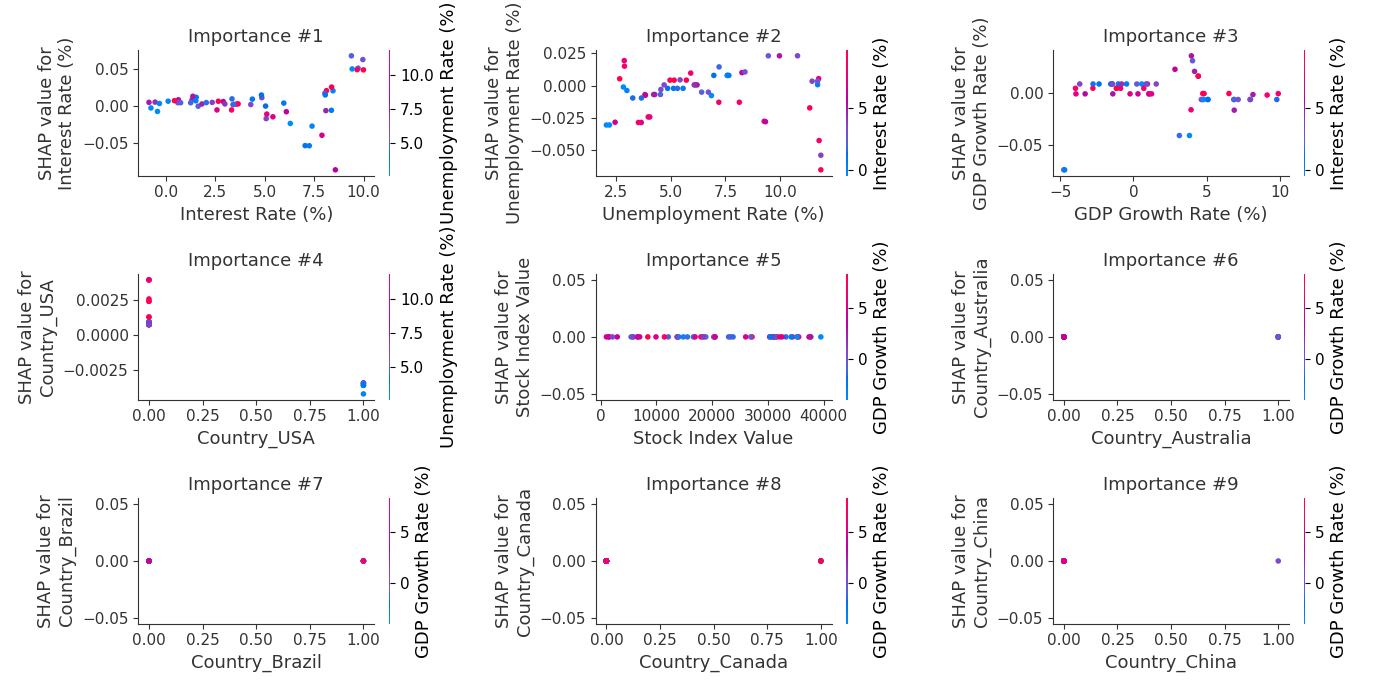 Importance #1
SHAP value for
Interest Rate (%)
0.05
0.00
−0.05
0.0
2.5
5.0
7.5
10.0
Interest Rate (%)
10.0
7.5
5.0
Unemployment Rate (%)
Importance #2
SHAP value for
Unemployment Rate (%)
0.025
0.000
−0.025
−0.050
2.5
5.0
7.5
10.0
Unemployment Rate (%)
5
0
Interest Rate (%)
Importance #3
SHAP value for
GDP Growth Rate (%)
0.00
−0.05
−5
0
5
10
GDP Growth Rate (%)
5
0
Interest Rate (%)
Importance #4
SHAP value for
Country_USA
0.0025
0.0000
−0.0025
0.00
0.25
0.50
0.75
1.00
Country_USA
10.0
7.5
5.0
Unemployment Rate (%)
Importance #5
SHAP value for
Stock Index Value
0.05
0.00
−0.05
0
10000
20000
30000
40000
Stock Index Value
5
0
GDP Growth Rate (%)
Importance #6
SHAP value for
Country_Australia
0.05
0.00
−0.05
0.00
0.25
0.50
0.75
1.00
Country_Australia
5
0
GDP Growth Rate (%)
Importance #7
SHAP value for
Country_Brazil
0.05
0.00
−0.05
0.00
0.25
0.50
0.75
1.00
Country_Brazil
5
0
GDP Growth Rate (%)
Importance #8
SHAP value for
Country_Canada
0.05
0.00
−0.05
0.00
0.25
0.50
0.75
1.00
Country_Canada
5
0
GDP Growth Rate (%)
Importance #9
SHAP value for
Country_China
0.05
0.00
−0.05
0.00
0.25
0.50
0.75
1.00
Country_China
5
0
GDP Growth Rate (%)